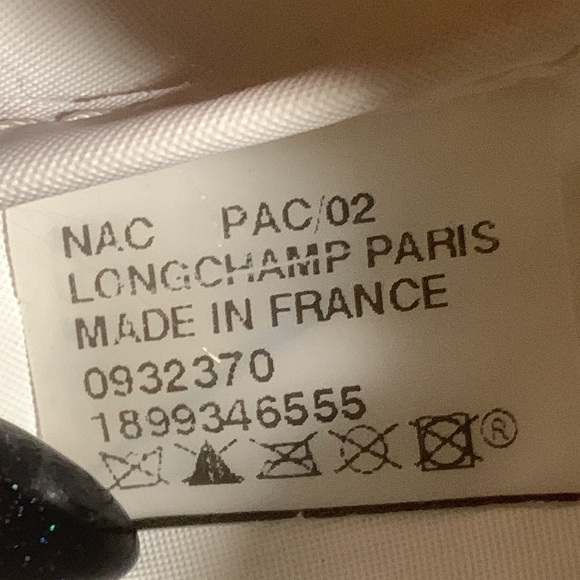 NAC PAC/02
LONGCHAMP PARIS
MADE IN FRANCE
0932370
1899346555
®